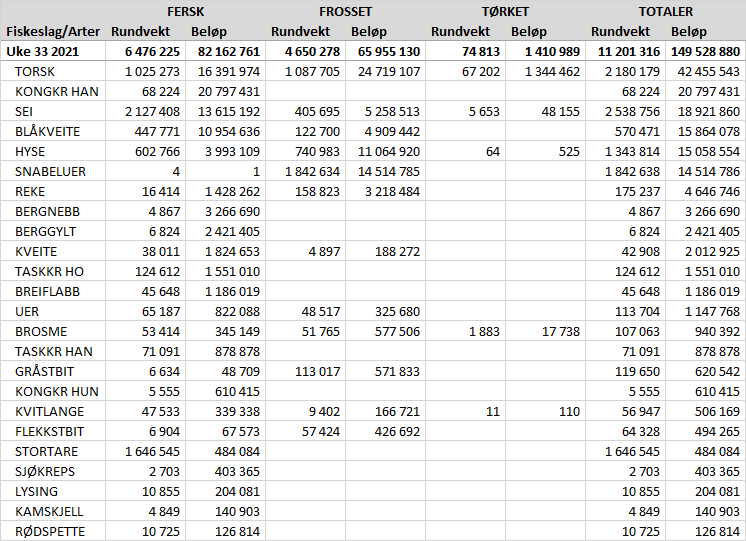 FERSK FROSSET TØRKET TOTALER
Fiskeslag/Arter Rundvekt Beløp Rundvekt Beløp Rundvekt Beløp Rundvekt Beløp
Uke 33 2021 6 476 225 82 162 761 4 650 278 65 955 130 74 813 1 410 989 11 201 316 149 528 880
TORSK 1 025 273 16 391 974 1 087 705 24 719 107 67 202 1 344 462 2 180 179 42 455 543
KONGKR HAN 68 224 20 797 431 68 224 20 797 431
SEI 2 127 408 13 615 192 405 695 5 258 513 5 653 48 155 2 538 756 18 921 860
BLÅKVEITE 447 771 10 954 636 122 700 4 909 442 570 471 15 864 078
HYSE 602 766 3 993 109 740 983 11 064 920 64 525 1 343 814 15 058 554
SNABELUER 4 1 1 842 634 14 514 785 1 842 638 14 514 786
REKE 16 414 1 428 262 158 823 3 218 484 175 237 4 646 746
BERGNEBB 4 867 3 266 690 4 867 3 266 690
BERGGYLT 6 824 2 421 405 6 824 2 421 405
KVEITE 38 011 1 824 653 4 897 188 272 42 908 2 012 925
TASKKR HO 124 612 1 551 010 124 612 1 551 010
BREIFLABB 45 648 1 186 019 45 648 1 186 019
UER 65 187 822 088 48 517 325 680 113 704 1 147 768
BROSME 53 414 345 149 51 765 577 506 1 883 17 738 107 063 940 392
TASKKR HAN 71 091 878 878 71 091 878 878
GRÅSTBIT 6 634 48 709 113 017 571 833 119 650 620 542
KONGKR HUN 5 555 610 415 5 555 610 415
KVITLANGE 47 533 339 338 9 402 166 721 11 110 56 947 506 169
FLEKKSTBIT 6 904 67 573 57 424 426 692 64 328 494 265
STORTARE 1 646 545 484 084 1 646 545 484 084
SJØKREPS 2 703 403 365 2 703 403 365
LYSING 10 855 204 081 10 855 204 081
KAMSKJELL 4 849 140 903 4 849 140 903
RØDSPETTE 10 725 126 814 10 725 126 814